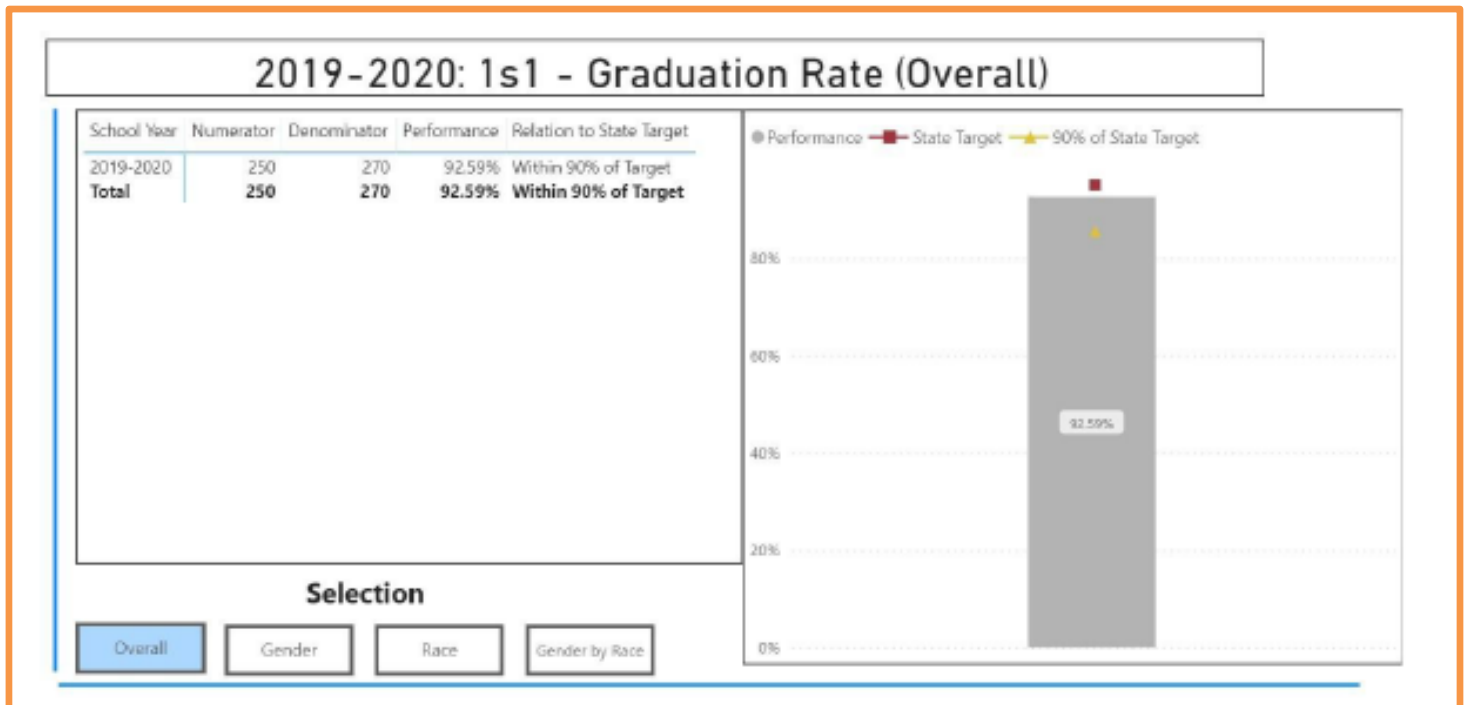 2019-2020: 1s1 - Graduation Rate (Overall)
School Year Numerator Denominator Performance Relation to State Target
2019-2020 250 270 92.59% Within 90% of Target
Total 250 270 92.59% Within 90% of Target
Performance State Target 90% of State Target
80%
60%
92.59%
40%
20%
0%
Selection
Overall Gender Race Gender by Race